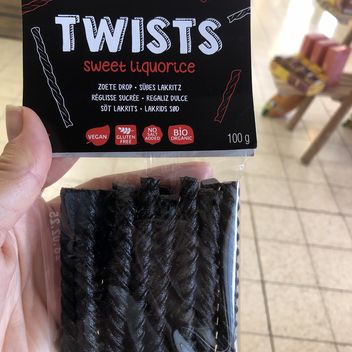 TWISTS
sweet liquorice
ZOETE DROP • SÜßES LAKRITZ
RÉGLISSE SUCRÉE • REGALIZ DULCE
SÖT LAKRITS • LAKRIDS SØD
VEGAN
GLUTEN FREE
NO SALT ADDED
BIO ORGANIC
100 g